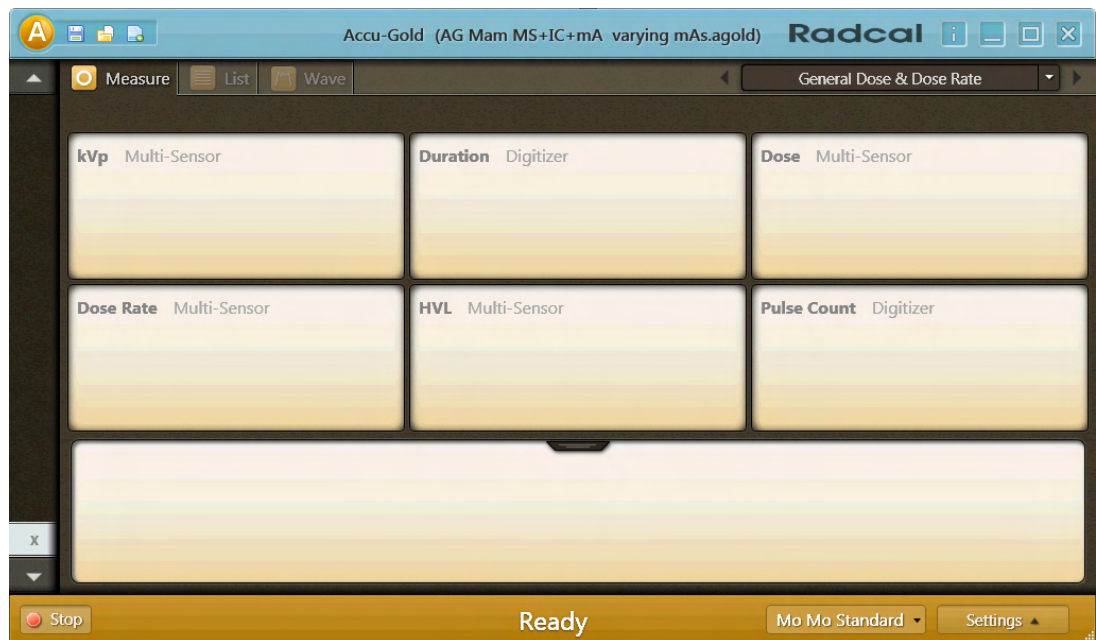 A Accu-Gold (AG Mam MS+IC+mA varying mAs.agold) Radcal i
Measure List Wave General Dose & Dose Rate
kVp Multi-Sensor Duration Digitizer Dose Multi-Sensor
Dose Rate Multi-Sensor HVL Multi-Sensor Pulse Count Digitizer
x
Stop Ready Mo Mo Standard Settings